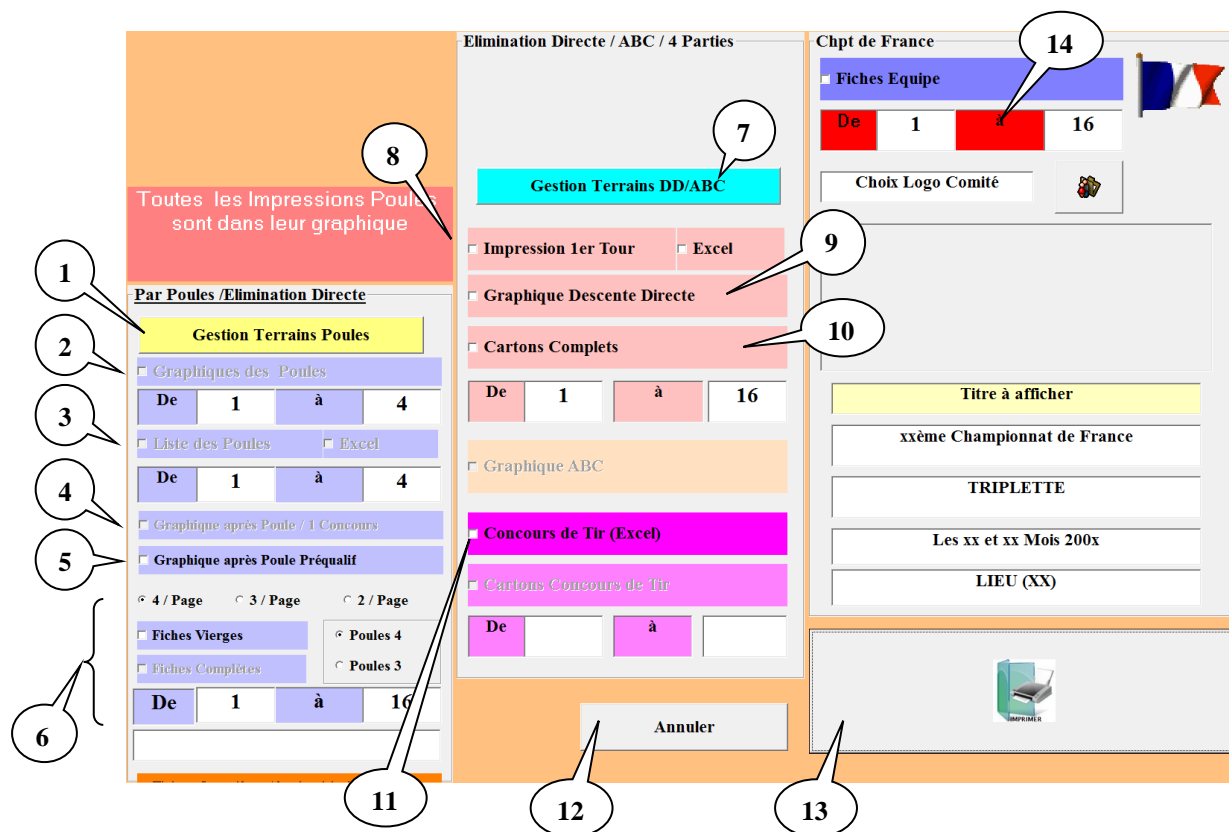 Toutes les Impressions Poules
sont dans leur graphique
Par Poules /Elimination Directe
Gestion Terrains Poules
Graphiques des Poules
De 1 à 4
Liste des Poules Excel
De 1 à 4
Graphique après Poule / 1 Concours
Graphique après Poule Préqualif
4 / Page 3 / Page 2 / Page
Fiches Vierges Poules 4
Fiches Complètes Poules 3
De 1 à 16
1
2
3
4
5
6
Elimination Directe / ABC / 4 Parties
7
8
Gestion Terrains DD/ABC
Impression 1er Tour Excel
9
Graphique Descente Directe
10
Cartons Complets
De 1 à 16
Graphique ABC
Concours de Tir (Excel)
Cartons Concours de Tir
De à
Annuler
11
12
Chpt de France
14
Fiches Equipe
De 1 à 16
Choix Logo Comité
Titre à afficher
xxème Championnat de France
TRIPLETTE
Les xx et xx Mois 200x
LIEU (XX)
IMPRIMER
13